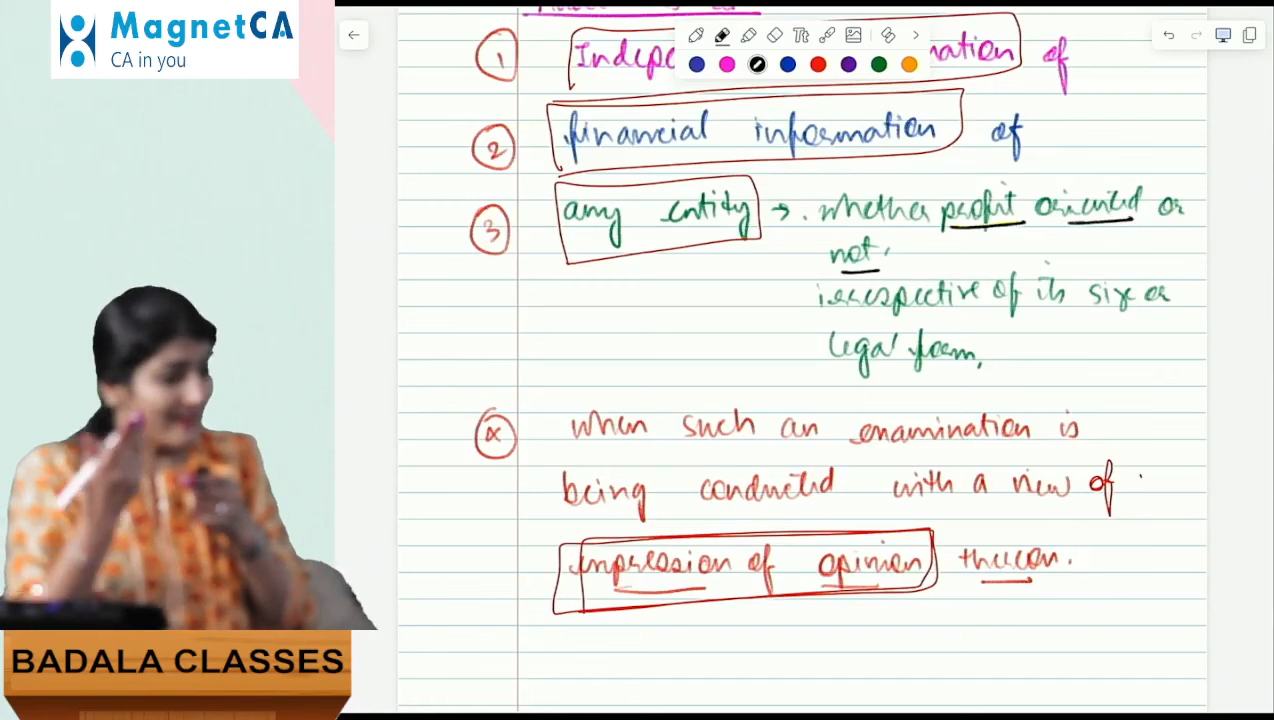 MagnetCA
CA in you
① of
② financial information of
③ any entity → . whether profit oriented or
not.
irrespective of its size or
legal form,
④ when such an examination is
being conducted with a view of
expression of opinion thereon.
BADALA CLASSES